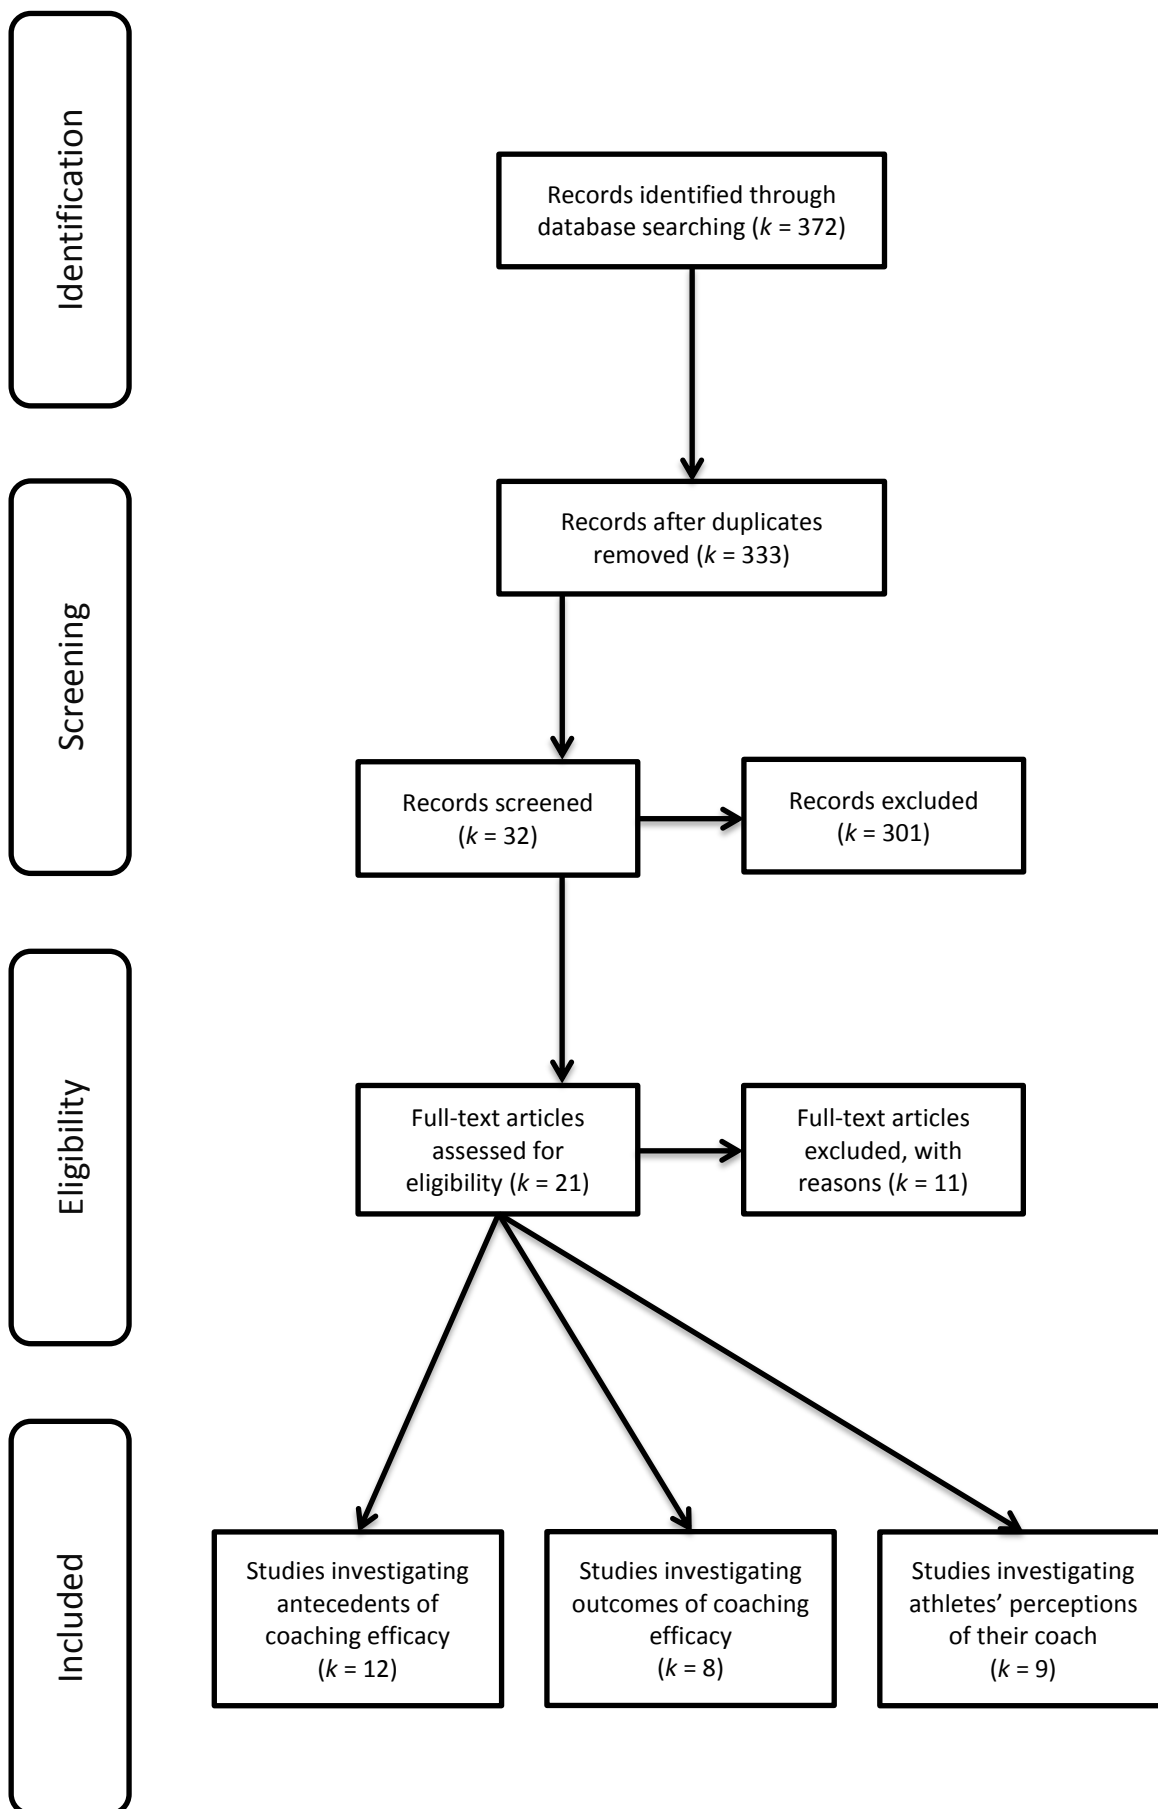 Identification
Records identified through
database searching (k = 372)
Screening
Records after duplicates
removed (k = 333)
Records screened
(k = 32)
Records excluded
(k = 301)
Eligibility
Full-text articles
assessed for
eligibility (k = 21)
Full-text articles
excluded, with
reasons (k = 11)
Included
Studies investigating
antecedents of
coaching efficacy
(k = 12)
Studies investigating
outcomes of coaching
efficacy
(k = 8)
Studies investigating
athletes’ perceptions
of their coach
(k = 9)